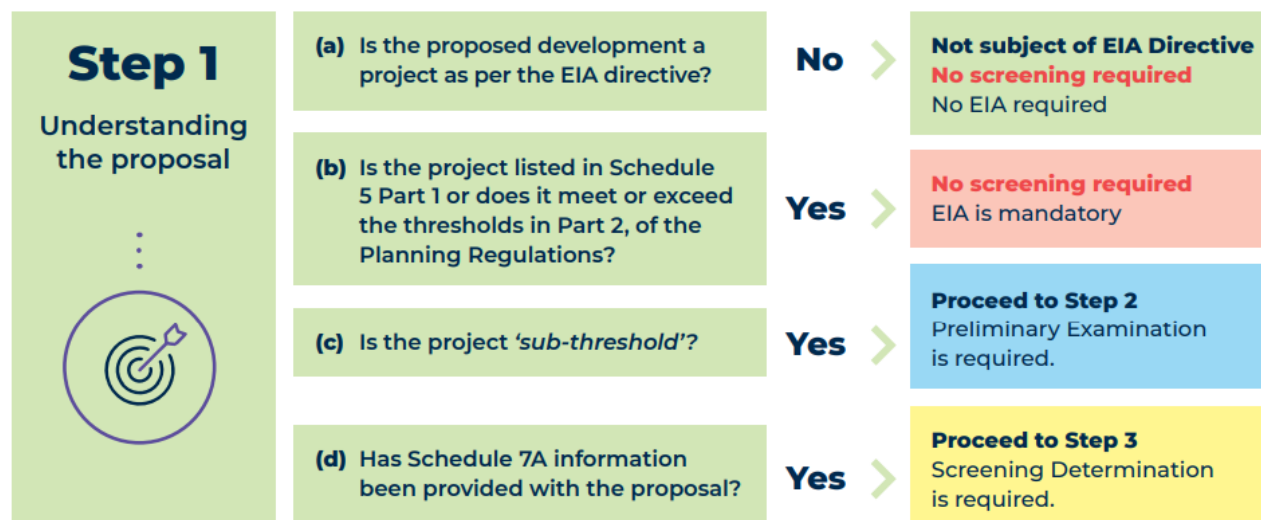 Step 1
Understanding
the proposal
(a) Is the proposed development a
project as per the EIA directive?
No
Not subject of EIA Directive
No screening required
No EIA required
(b) Is the project listed in Schedule
5 Part 1 or does it meet or exceed
the thresholds in Part 2, of the
Planning Regulations?
Yes
No screening required
EIA is mandatory
(c) Is the project ‘sub-threshold’?
Yes
Proceed to Step 2
Preliminary Examination
is required.
(d) Has Schedule 7A information
been provided with the proposal?
Yes
Proceed to Step 3
Screening Determination
is required.